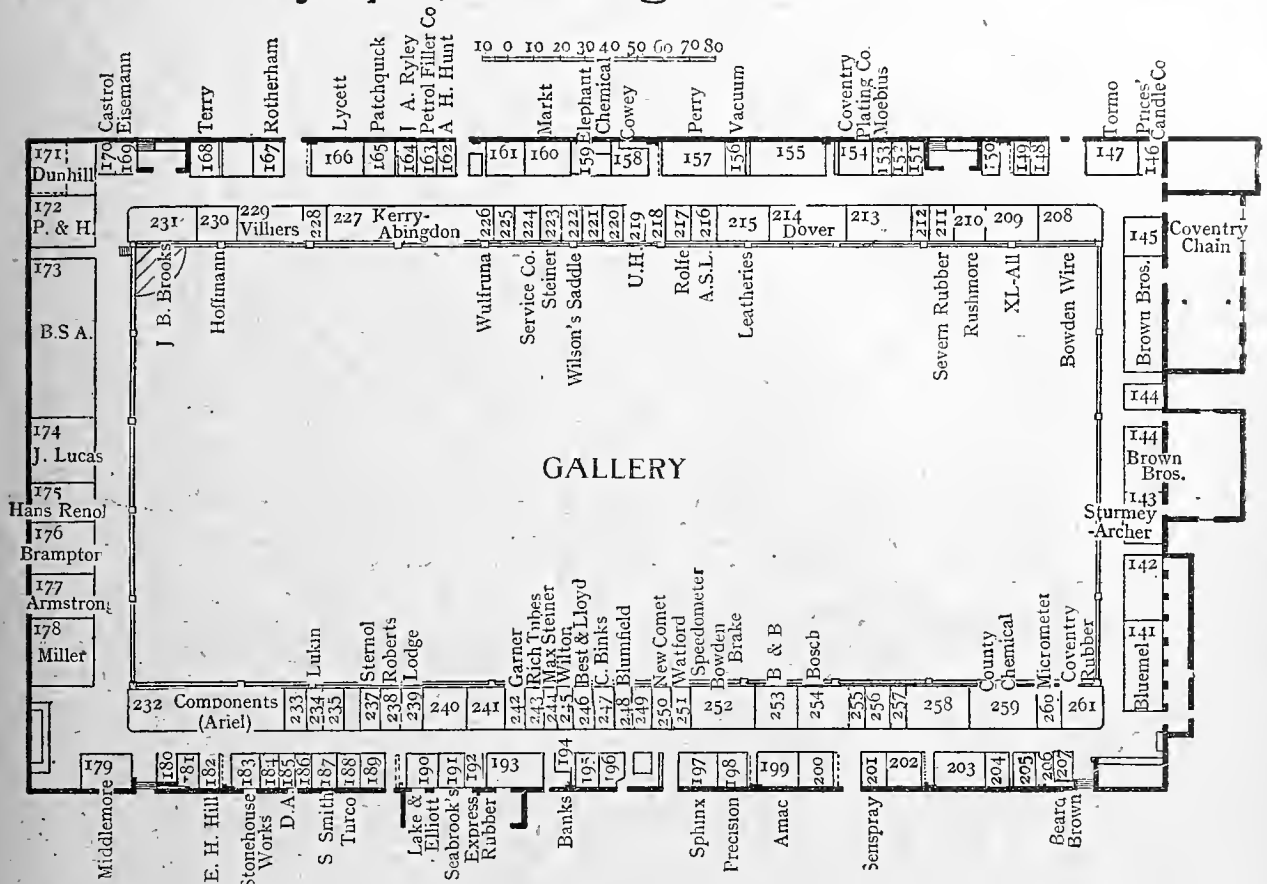 10 0 10 20 30 40 50 60 70 80
Castrol
Eisemann
Terry
Rotherham
Lycett
Patchquick
J A. Ryley
Petrol Filler Co
A H. Hunt
Markt
Elephant
Chemical
Cowey
Perry
Vacuum
Coventry
Plating Co.
Moebius
Tormo
Prices'
Candle Co
171
Dunhill
170
169
168
167
166
165
164
163
162
161
160
159
158
157
156
155
154
153
152
151
150
149
148
147
146
172
P. & H.
173
B.S A.
174
J. Lucas
175
Hans Renol
176
Brampton
177
Armstrong
178
Miller
231
230
229
Villiers
228
227 Kerry-
Abingdon
226
225
224
223
222
221
220
219
218
217
216
215
214
Dover
213
212
211
210
209
208
J B. Brooks
Hoffmann
Wulfruna
Service Co.
Steiner
Wilson's Saddle
U.H.
Rolfe
A.S.L.
Leatheries
Severn Rubber
Rushmore
XL-All
Bowden Wire
145
Brown Bros.
Coventry
Chain
144
144
Brown
Bros.
143
Sturmey
-Archer
142
141
Bluemel
GALLERY
Lukin
Sternol
Roberts
Lodge
Garner
Rich Tubes
Max Steiner
Wilton
Best & Lloyd
C. Binks
Blumfield
New Comet
Watford
Speedometer
Bowden
Brake
B & B
Bosch
County
Chemical
Micrometer
Coventry
Rubber
232 Components
(Ariel)
233
234
235
237
238
239
240
241
242
243
244
245
246
247
248
249
250
251
252
253
254
255
256
257
258
259
260
261
179
180
181
182
183
184
185
186
187
188
189
190
191
192
193
194
195
196
197
198
199
200
201
202
203
204
205
206
207
Middlemore
E. H. Hill
Stonehouse
Works
D.A.
S Smith
Turco
Lake &
Elliott
Seabrook's
Express
Rubber
Banks
Sphinx
Precision
Amac
Senspray
Beard
Brown